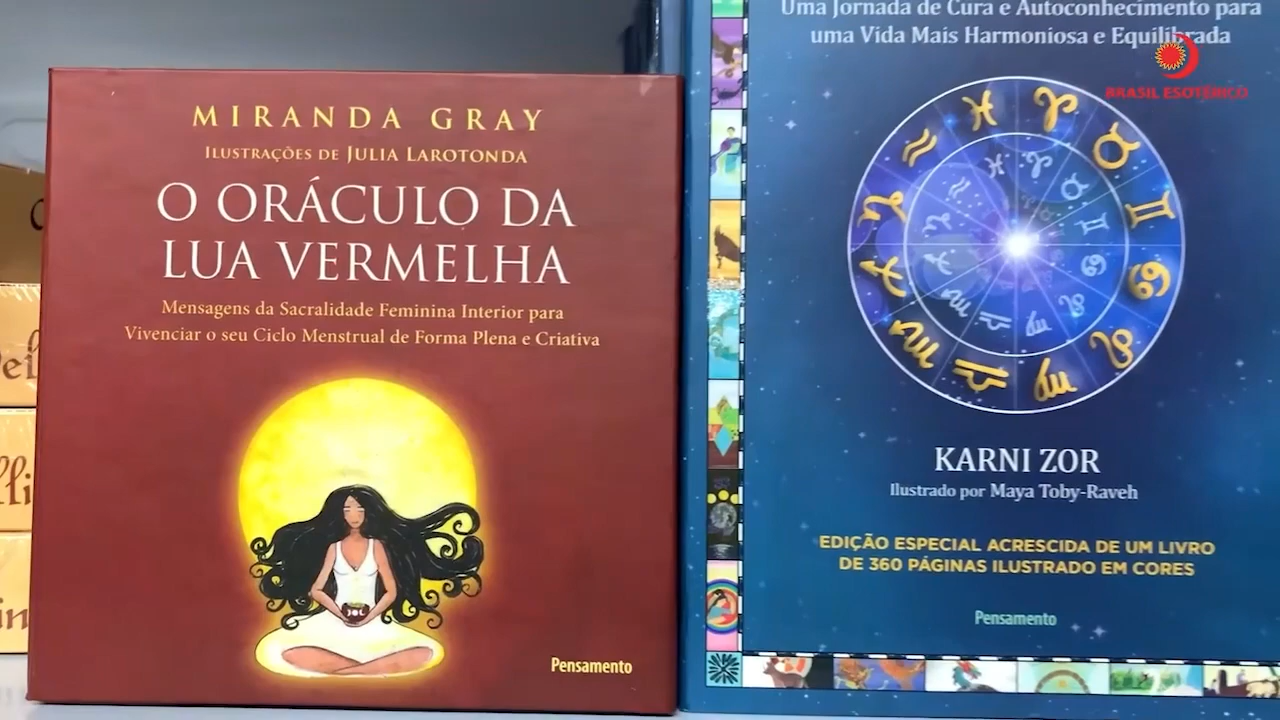 MIRANDA GRAY
ILUSTRAÇÕES DE JULIA LAROTONDA
O ORÁCULO DA
LUA VERMELHA
Mensagens da Sacralidade Feminina Interior para
Vivenciar o seu Ciclo Menstrual de Forma Plena e Criativa
Pensamento
Uma Jornada de Cura e Autoconhecimento para
uma Vida Mais Harmoniosa e Equilibrada
BRASIL ESOTÉRICO
KARNI ZOR
Ilustrado por Maya Toby-Raveh
EDIÇÃO ESPECIAL ACRESCIDA DE UM LIVRO
DE 360 PÁGINAS ILUSTRADO EM CORES
Pensamento